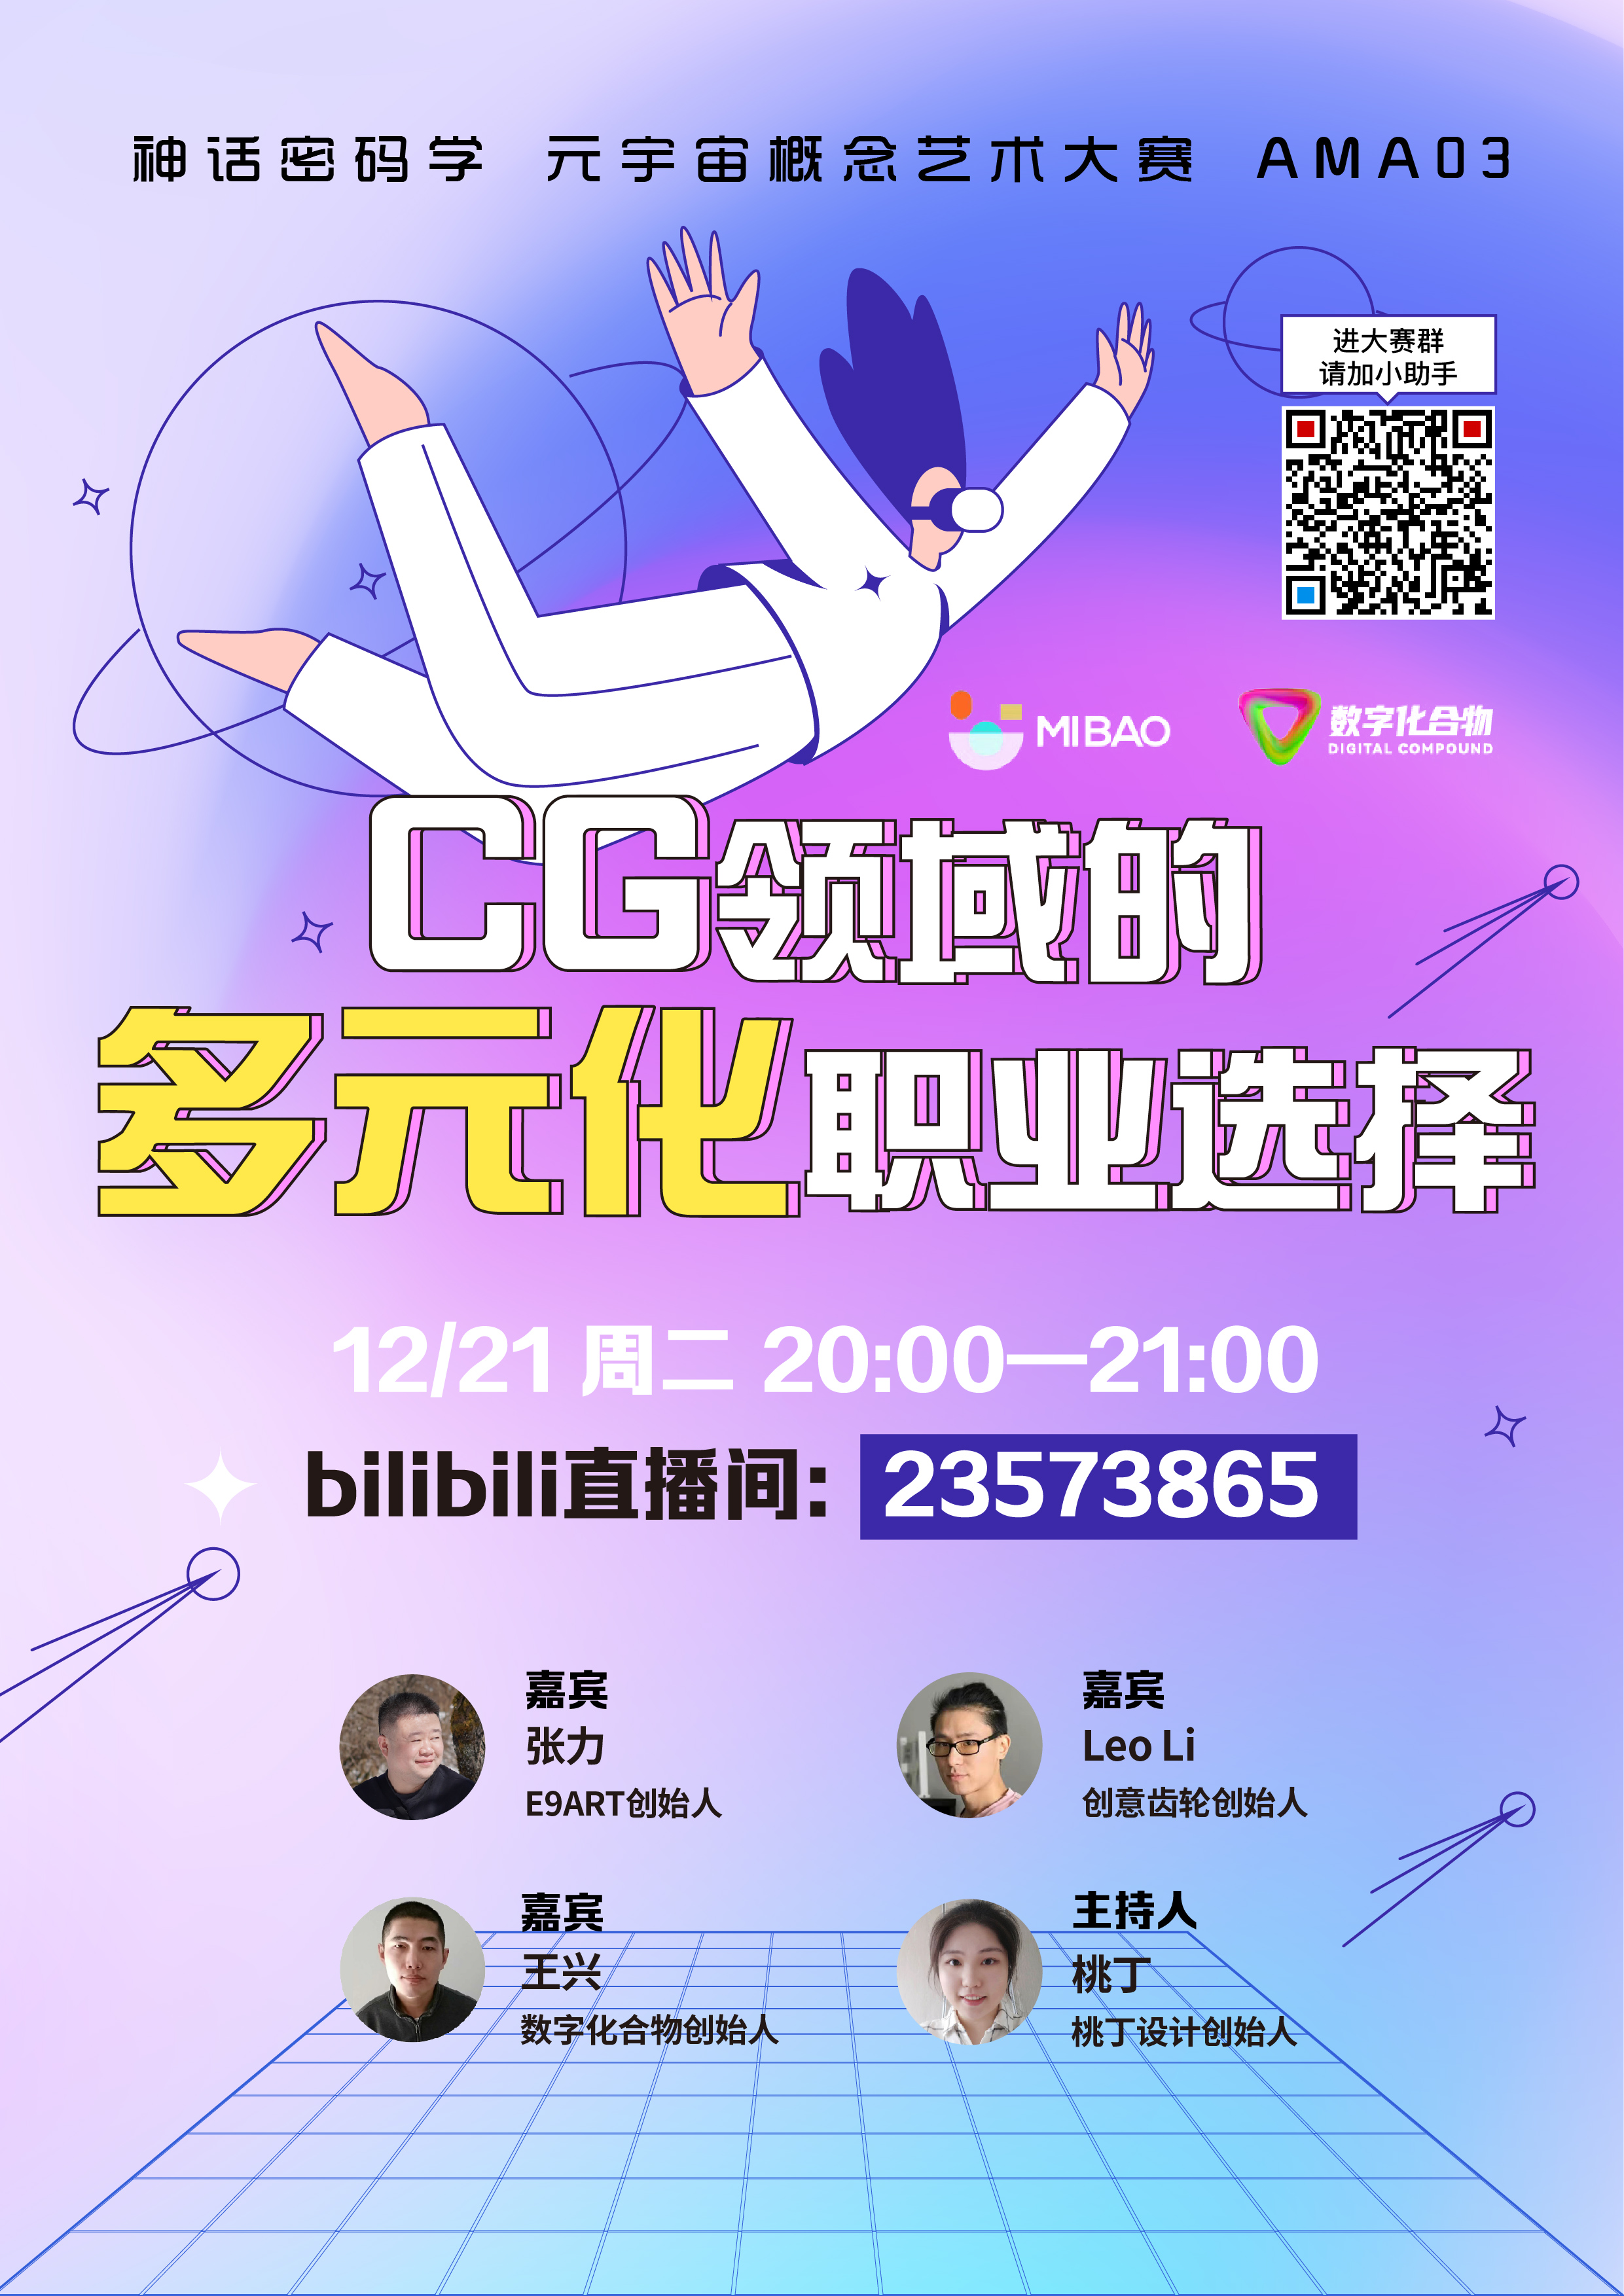 神话密码学 元宇宙概念艺术大赛 AMA03
进大赛群
请加小助手
MIBAO
数字化合物
DIGITAL COMPOUND
CG领域的
多元化职业选择
12/21 周二 20:00—21:00
bilibili直播间: 23573865
嘉宾
张力
E9ART创始人
嘉宾
Leo Li
创意齿轮创始人
嘉宾
王兴
数字化合物创始人
主持人
桃丁
桃丁设计创始人